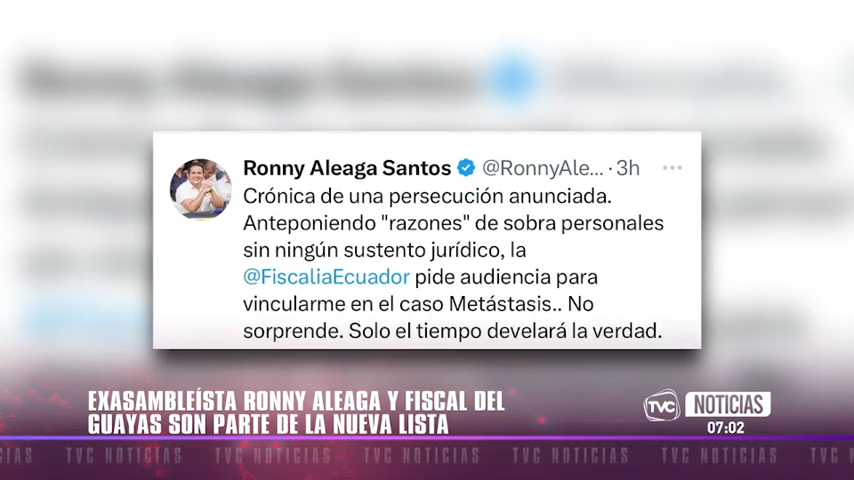 Ronny Aleaga Santos @RonnyAle... · 3h ...
Crónica de una persecución anunciada.
Anteponiendo "razones" de sobra personales
sin ningún sustento jurídico, la
@FiscaliaEcuador pide audiencia para
vincularme en el caso Metástasis.. No
sorprende. Solo el tiempo develará la verdad.
EXASAMBLEÍSTA RONNY ALEAGA Y FISCAL DEL
GUAYAS SON PARTE DE LA NUEVA LISTA
TVC NOTICIAS
07:02
TVC NOTICIAS TVC NOTICIAS TVC NOTICIAS TVC NOTICIAS